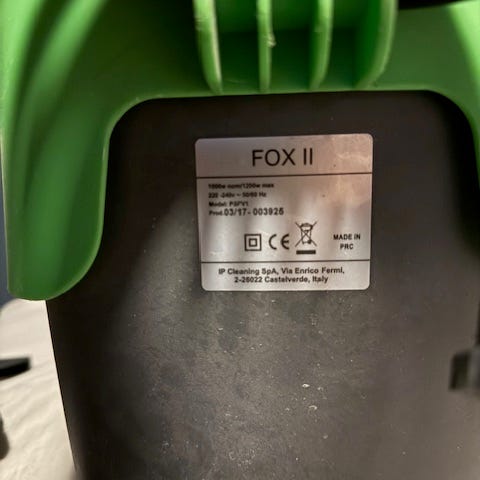 FOX II
1000w nom/1200w max
220 -240v ~ 50/60 Hz
Model: PSFV1
Prod.03/17- 003925
CE
MADE IN
PRC
IP Cleaning SpA, Via Enrico Fermi,
2-26022 Castelverde, Italy